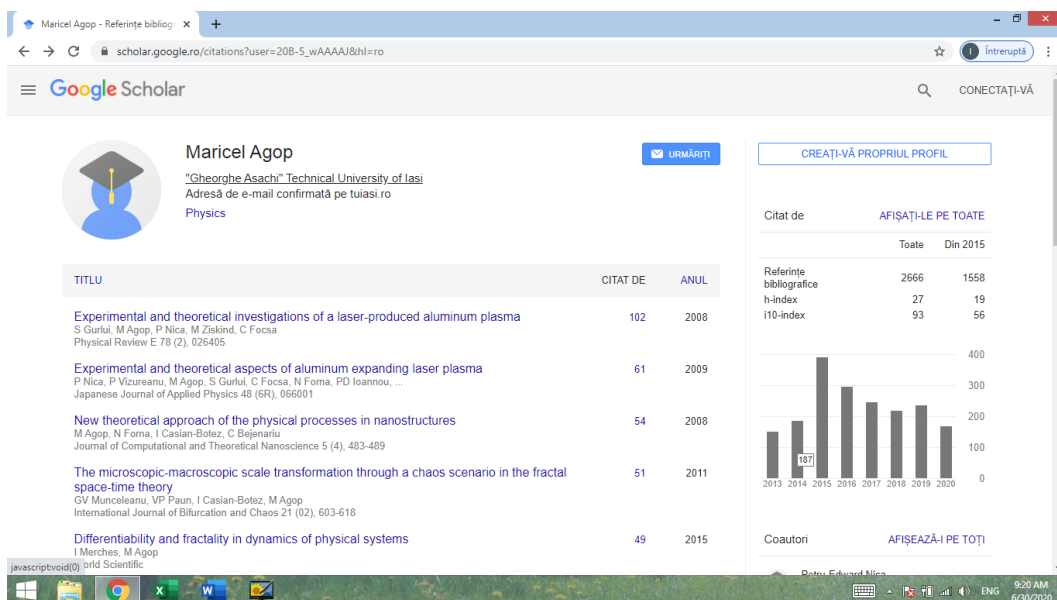 Maricel Agop - Referințe bibliogr
scholar.google.ro/citations?user=20B-5_wAAAAJ&hl=ro
I
Întreruptă
Google Scholar
CONECTAȚI-VĂ
Maricel Agop
URMĂRIȚI
"Gheorghe Asachi" Technical University of Iasi
Adresă de e-mail confirmată pe tuiasi.ro
Physics
TITLU CITAT DE ANUL
Experimental and theoretical investigations of a laser-produced aluminum plasma 102 2008
S Gurlui, M Agop, P Nica, M Ziskind, C Focsa
Physical Review E 78 (2), 026405
Experimental and theoretical aspects of aluminum expanding laser plasma 61 2009
P Nica, P Vizureanu, M Agop, S Gurlui, C Focsa, N Forna, PD Ioannou, ...
Japanese Journal of Applied Physics 48 (6R), 066001
New theoretical approach of the physical processes in nanostructures 54 2008
M Agop, N Forna, I Casian-Botez, C Bejenariu
Journal of Computational and Theoretical Nanoscience 5 (4), 483-489
The microscopic-macroscopic scale transformation through a chaos scenario in the fractal 51 2011
space-time theory
GV Munceleanu, VP Paun, I Casian-Botez, M Agop
International Journal of Bifurcation and Chaos 21 (02), 603-618
Differentiability and fractality in dynamics of physical systems 49 2015
I Merches, M Agop
World Scientific
javascript:void(0)
CREAȚI-VĂ PROPRIUL PROFIL
Citat de AFIȘAȚI-LE PE TOATE
Toate Din 2015
Referințe
bibliografice 2666 1558
h-index 27 19
i10-index 93 56
400
300
200
100
0
187
2013 2014 2015 2016 2017 2018 2019 2020
Coautori AFIȘEAZĂ-I PE TOȚI
Petru Edward Nica
ENG
9:20 AM
6/30/2020